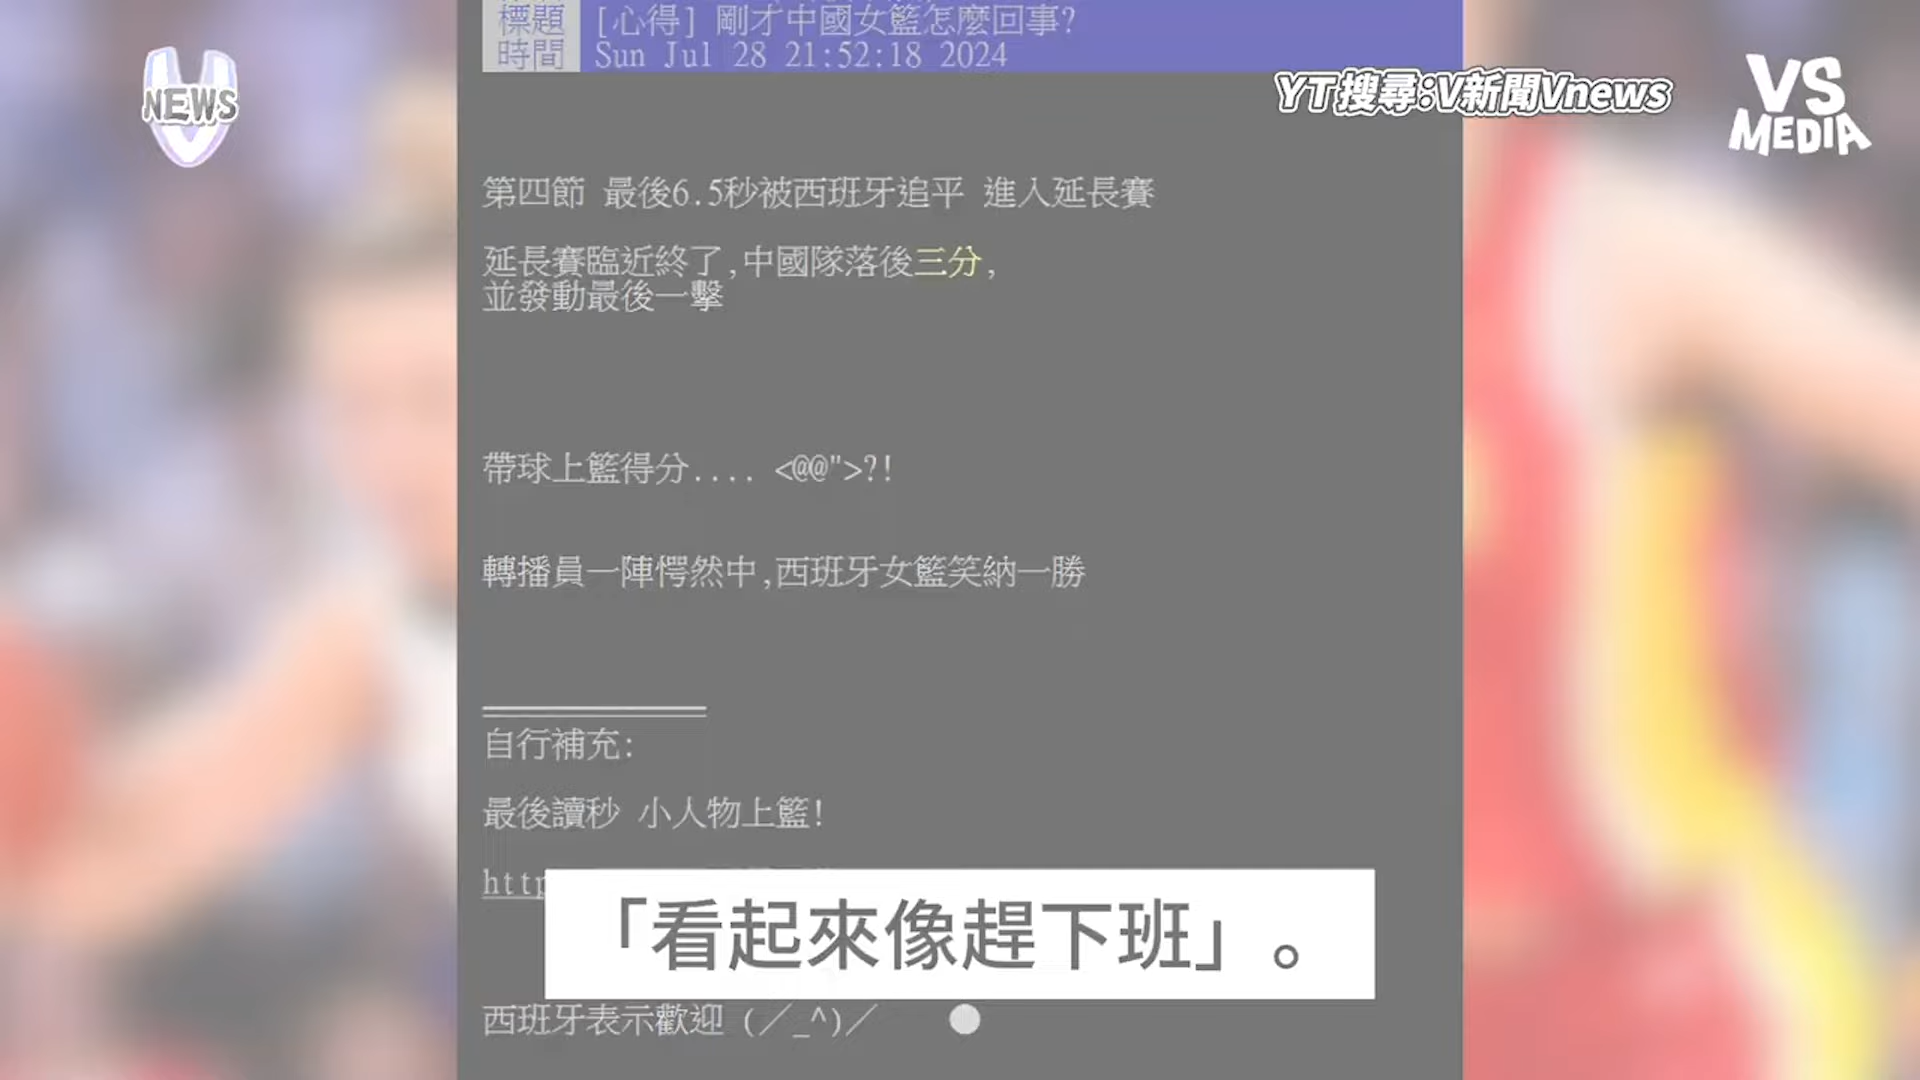 標題 [心得] 剛才中國女籃怎麼回事?
時間 Sun Jul 28 21:52:18 2024
NEWS
YT搜尋:V新聞Vnews
VS MEDIA
第四節 最後6.5秒被西班牙追平 進入延長賽
延長賽臨近終了,中國隊落後三分,
並發動最後一擊
帶球上籃得分.... <@@">?!
轉播員一陣愕然中,西班牙女籃笑納一勝
自行補充:
最後讀秒 小人物上籃!
http
「看起來像趕下班」。
西班牙表示歡迎 (／_^)／